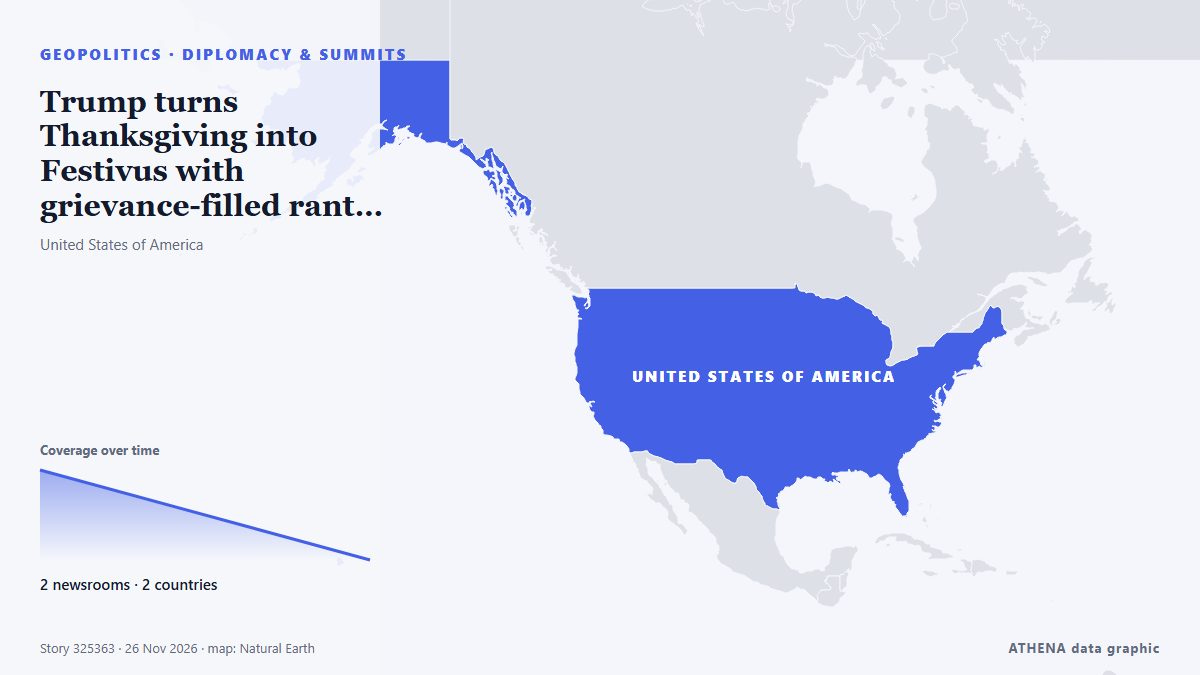 GEOPOLITICS · DIPLOMACY & SUMMITS
Trump turns
Thanksgiving into
Festivus with
grievance-filled rant...
United States of America
UNITED STATES OF AMERICA
Coverage over time
2 newsrooms · 2 countries
Story 325363 · 26 Nov 2026 · map: Natural Earth
ATHENA data graphic